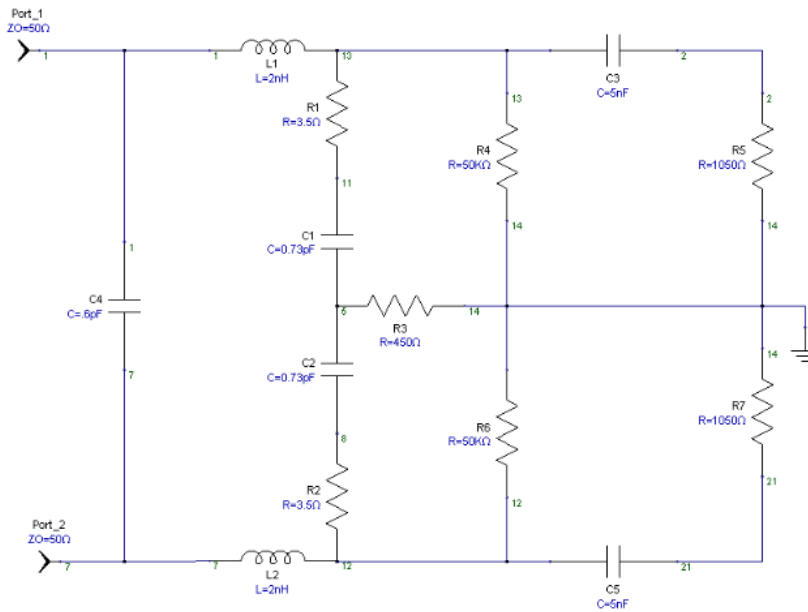 Port_1
ZO=50Ω
1
1
L1
L=2nH
13
C3
C=5nF
2
R1
R=3.5Ω
13
2
R4
R=50KΩ
R5
R=1050Ω
11
14
14
1
C1
C=0.73pF
C4
C=.6pF
6
R3
R=450Ω
14
C2
C=0.73pF
14
7
R7
R=1050Ω
8
R6
R=50KΩ
R2
R=3.5Ω
21
12
Port_2
ZO=50Ω
7
7
L2
L=2nH
12
C5
C=5nF
21